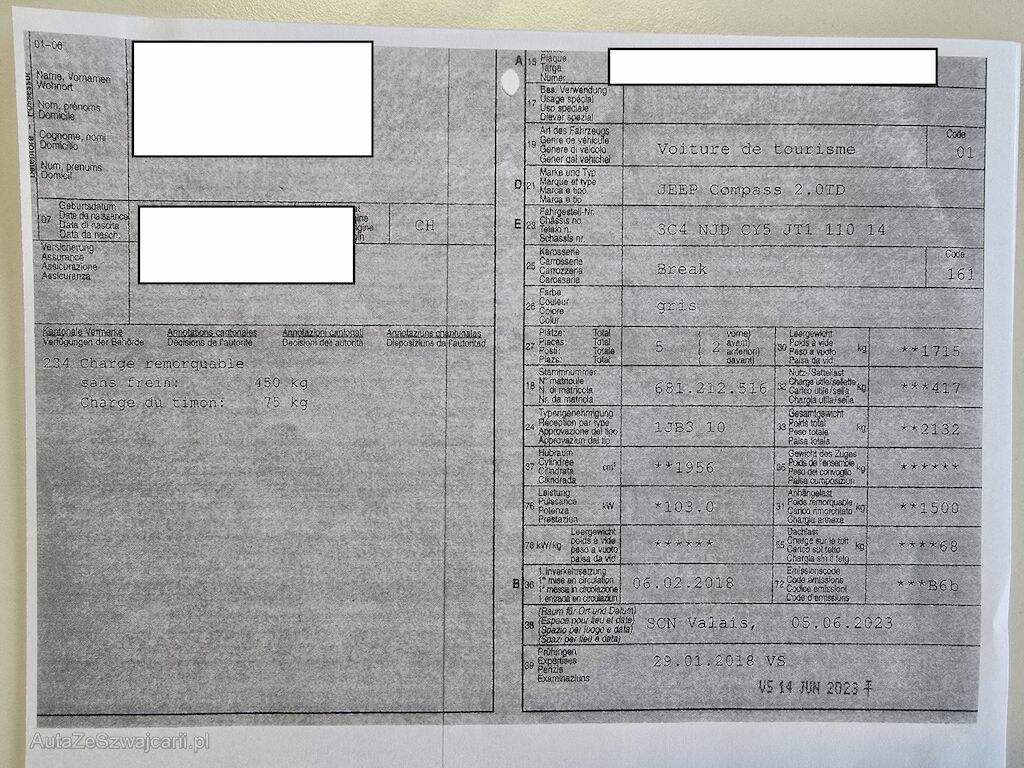 01-06
Name, Vornamen
Wohnort
Nom, prénoms
Domicile
Cognome, nomi
Domicilio
Num, prenums
Domicil
07
Geburtsdatum
Date de naissance
Data di nascita
Data da nasch.
CH
Versicherung
Assurance
Assicurazione
Assicuranza
Kantonale Vermerke Annotations cantonales Annotazioni cantonali Annotaziuns chantunalas
Verfügungen der Behörde Décisions de l'autorité Decisioni dell'autorità Disposiziuns da l'autoritad
234 Charge remorquable
sans frein: 450 kg
Charge du timon: 75 kg
A 15
Plaque
Targa
Numer
17
Bes. Verwendung
Usage spécial
Uso speciale
Diever spezial
19
Art des Fahrzeugs
Genre de véhicule
Genere di veicolo
Gener dal vehichel
Voiture de tourisme
Code
01
D 21
Marke und Typ
Marque et type
Marca e tipo
Marca e tip
JEEP Compass 2.0TD
E 23
Fahrgestell-Nr.
Châssis no.
Telaio n.
Schassis nr.
3C4 NJD CY5 JT1 110 14
25
Karosserie
Carrosserie
Carrozzeria
Carossaria
Break
Code
161
26
Farbe
Couleur
Colore
Colur
gris
27
Plätze: Total
Places: Total
Posti: Totale
Plazs: Total
5
( 2
vorne)
avant)
anteriori)
davant)
30
Leergewicht
Poids à vide
Peso a vuoto
Paisa da vid
kg
**1715
18
Stammnummer
N° matricule
N. di matricola
Nr. da matricla
681.212.516
32
Nutz-/Sattellast
Charge utile/sellette
Carico utile/sella
Chargia utila/sella
kg
***417
24
Typengenehmigung
Réception par type
Approvazione del tipo
Approvaziun dal tip
1JB3 10
33
Gesamtgewicht
Poids total
Peso totale
Paisa totala
kg
**2132
37
Hubraum
Cylindrée
Cilindrata
Cilindrada
cm³
**1956
35
Gewicht des Zuges
Poids de l'ensemble
Peso del convoglio
Paisa cumposiziun
kg
******
76
Leistung
Puissance
Potenza
Prestaziun
kW
*103.0
31
Anhängelast
Poids remorquable
Carico rimorchiato
Chargia annexa
kg
**1500
78 kW/kg
Leergewicht
poids à vide
peso a vuoto
paisa da vid
******
55
Dachlast
Charge sur le toit
Carico sul tetto
Chargia sin il tetg
kg
****68
B 36
1. Inverkehrsetzung
1re mise en circulation
1a messa in circolazione
1. entrada en circulaziun
06.02.2018
72
Emissionscode
Code émissions
Codice emissioni
Code d'emissiuns
***B6b
38
(Raum für Ort und Datum)
(Espace pour lieu et date)
(Spazio per luogo e data)
(Spazi per lieu e data)
SCN Valais, 05.06.2023
39
Prüfungen
Expertises
Perizie
Examinaziuns
29.01.2018 VS
VS 14 JUN 2023
AutaZeSzwajcarii.pl